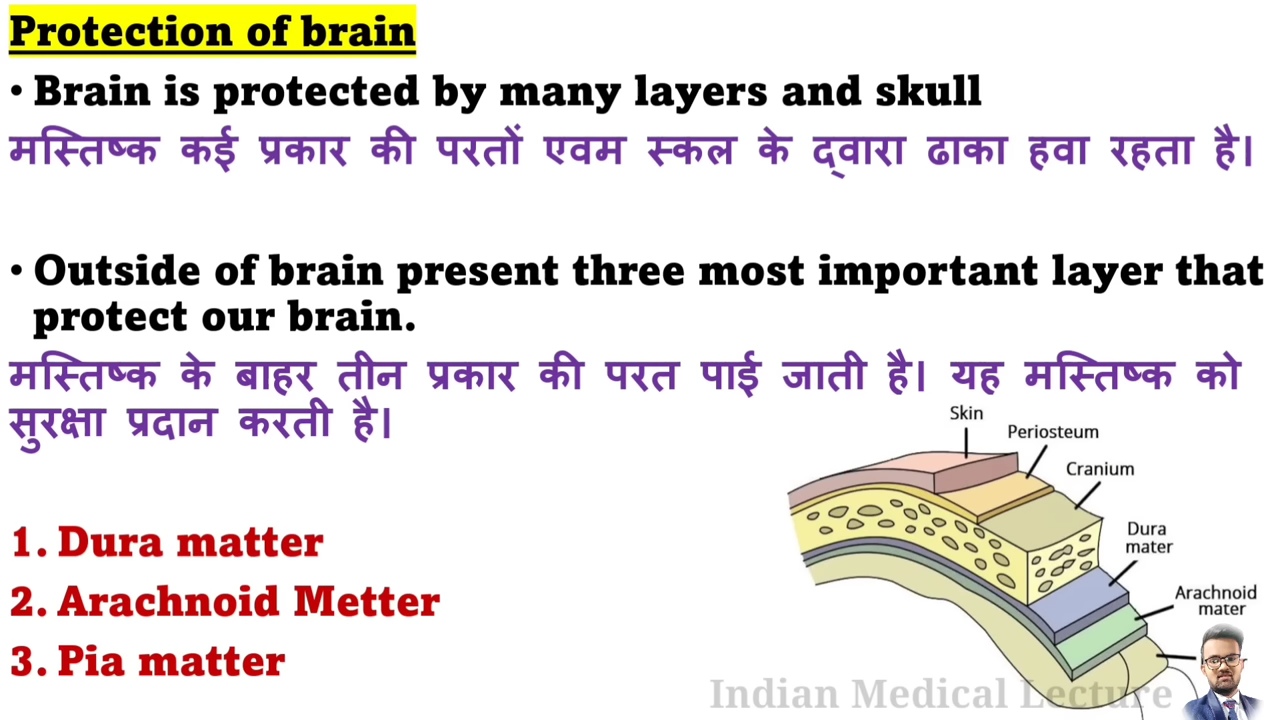 Protection of brain
• Brain is protected by many layers and skull
मस्तिष्क कई प्रकार की परतों एवम स्कल के द्वारा ढाका हवा रहता है।
• Outside of brain present three most important layer that
protect our brain.
मस्तिष्क के बाहर तीन प्रकार की परत पाई जाती है। यह मस्तिष्क को
सुरक्षा प्रदान करती है।
Skin
Periosteum
Cranium
Dura
mater
Arachnoid
mater
1. Dura matter
2. Arachnoid Metter
3. Pia matter
Indian Medical Lecture